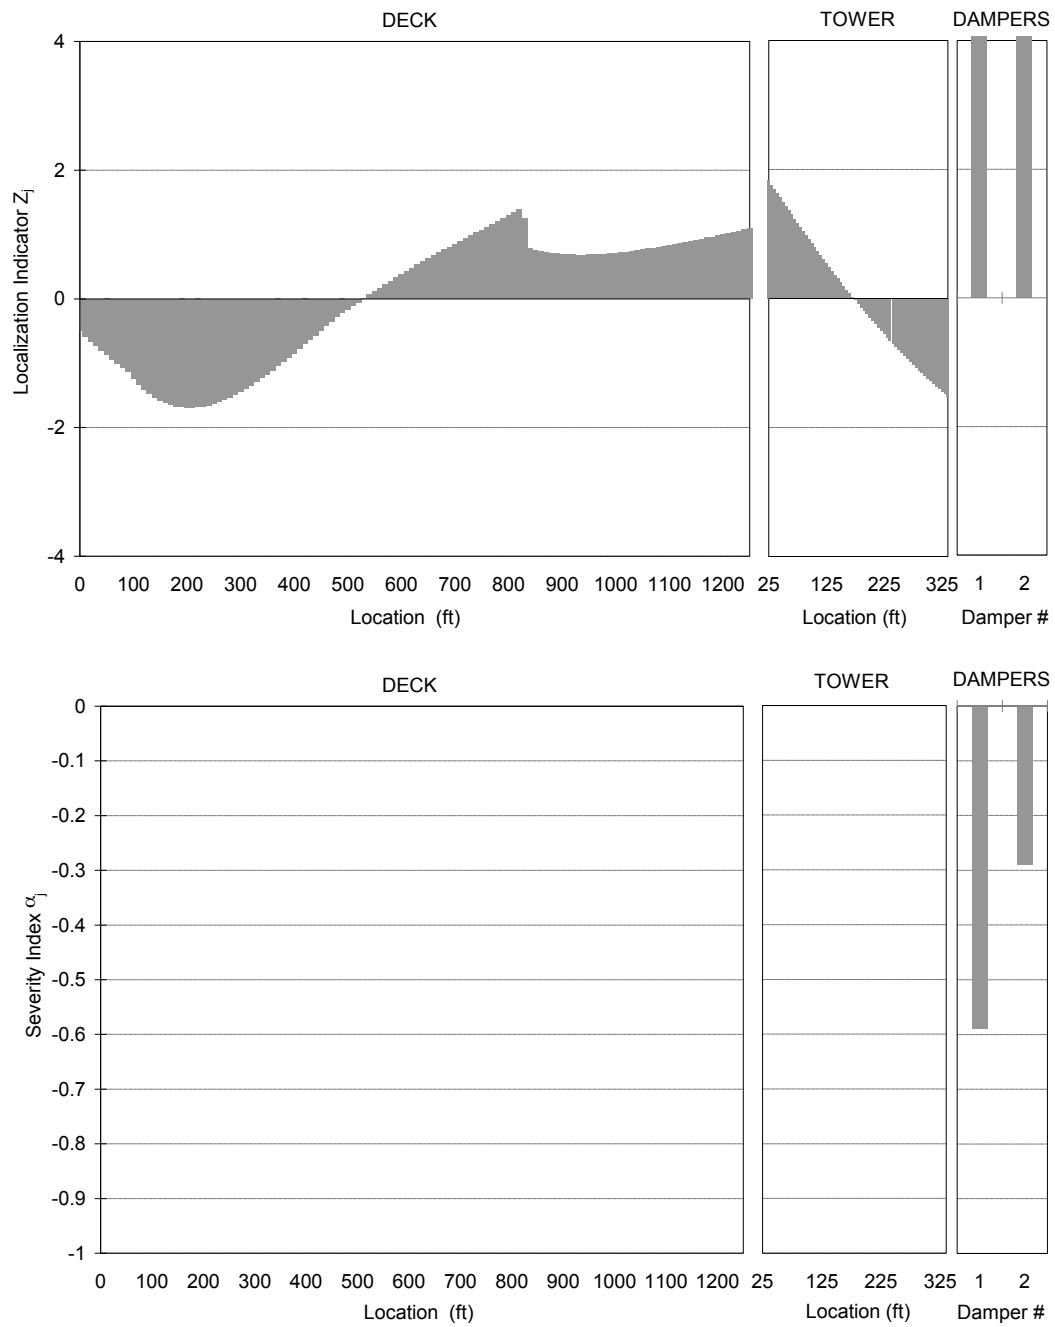 DECK TOWER DAMPERS
4
2
0
-2
-4
Localization Indicator Zj
0 100 200 300 400 500 600 700 800 900 1000 1100 1200 25 125 225 325 1 2
Location (ft) Location (ft) Damper #
DECK TOWER DAMPERS
0
-0.1
-0.2
-0.3
-0.4
-0.5
-0.6
-0.7
-0.8
-0.9
-1
Severity Index αj
0 100 200 300 400 500 600 700 800 900 1000 1100 1200 25 125 225 325 1 2
Location (ft) Location (ft) Damper #